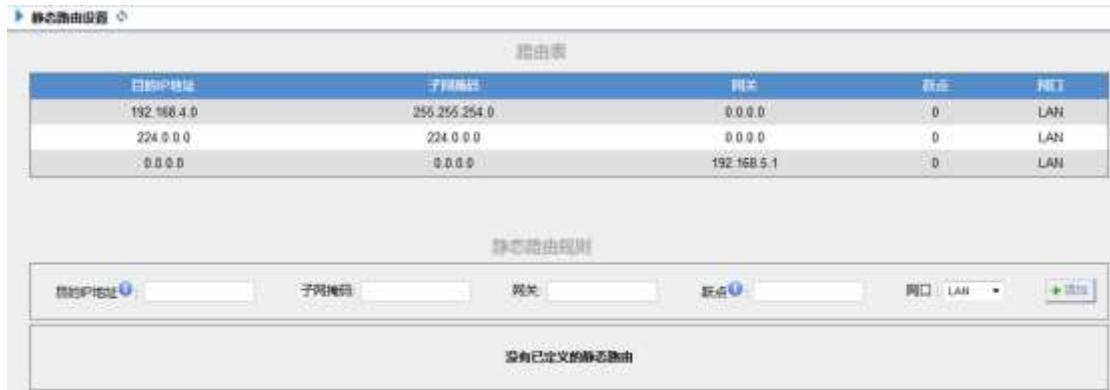 静态路由设置
路由表
目的IP地址 子网掩码 网关 跃点 网口
192.168.4.0 255.255.254.0 0.0.0.0 0 LAN
224.0.0.0 224.0.0.0 0.0.0.0 0 LAN
0.0.0.0 0.0.0.0 192.168.5.1 0 LAN
静态路由规则
目的IP地址: 子网掩码: 网关: 跃点: 网口: LAN 添加
没有已定义的静态路由